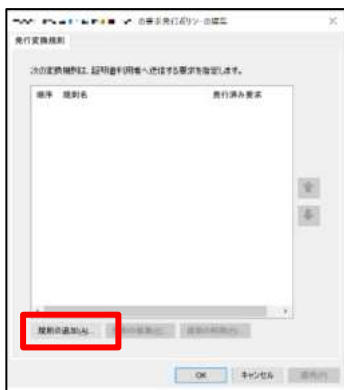 の要求発行ポリシーの編集
発行変換規則
次の変換規則は、証明書利用者へ送信する要求を指定します。
順序 規則名 発行済み要求
規則の追加(A)...
OK キャンセル 適用(P)